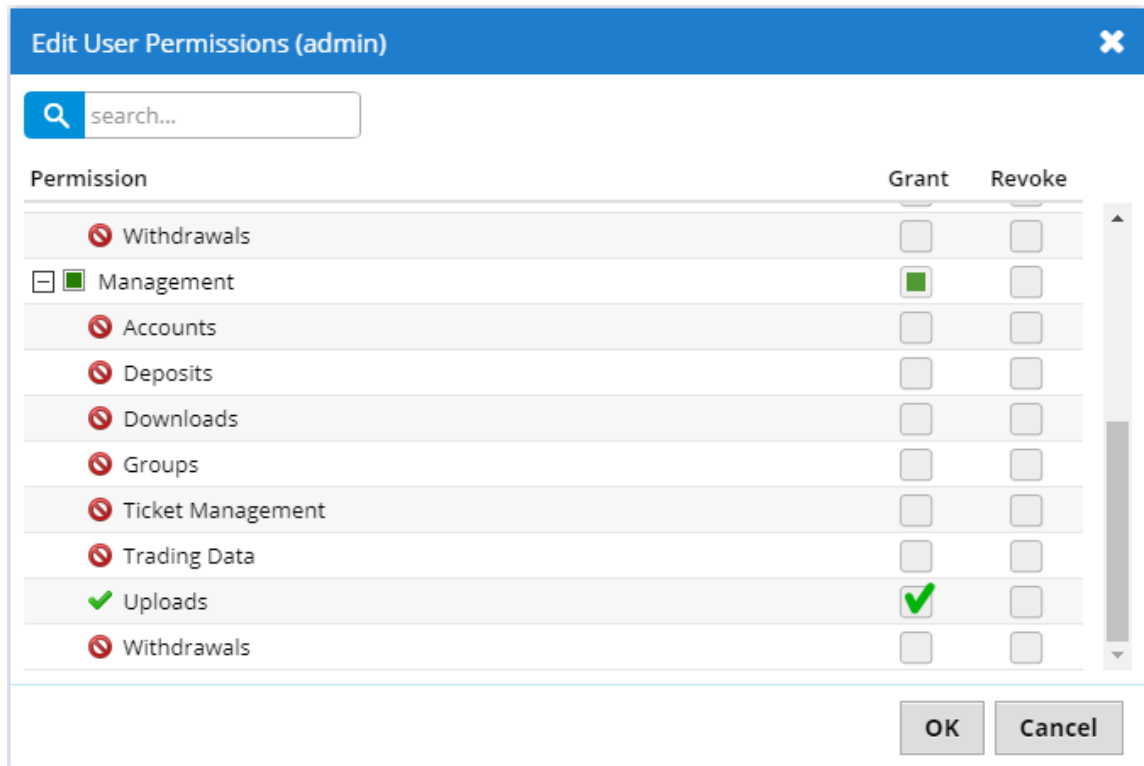 Edit User Permissions (admin)
search...
Permission Grant Revoke
Withdrawals
Management
Accounts
Deposits
Downloads
Groups
Ticket Management
Trading Data
Uploads
Withdrawals
OK Cancel